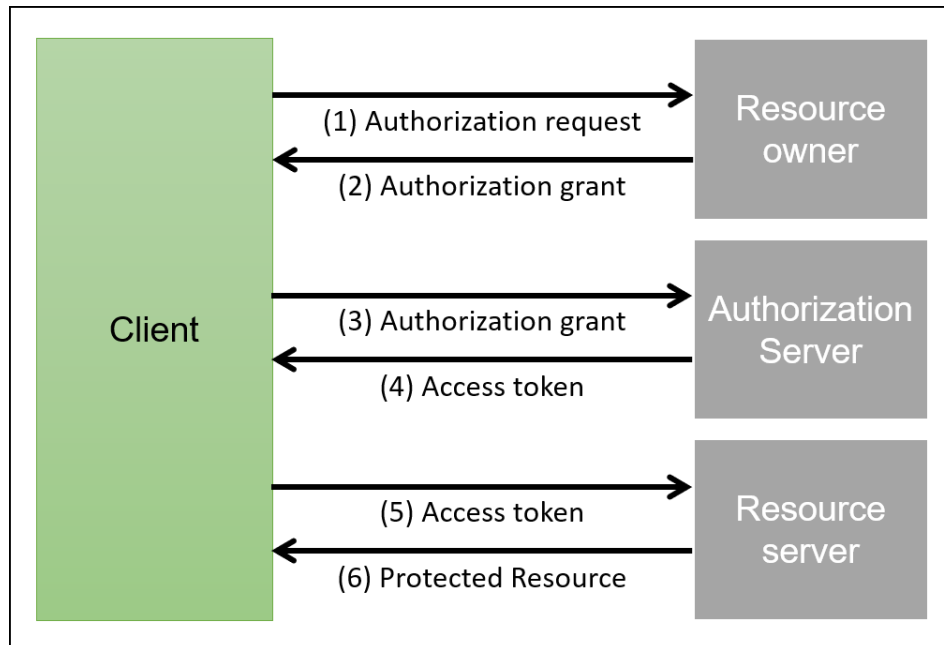 Client
(1) Authorization request
(2) Authorization grant
Resource
owner
(3) Authorization grant
(4) Access token
Authorization
Server
(5) Access token
(6) Protected Resource
Resource
server